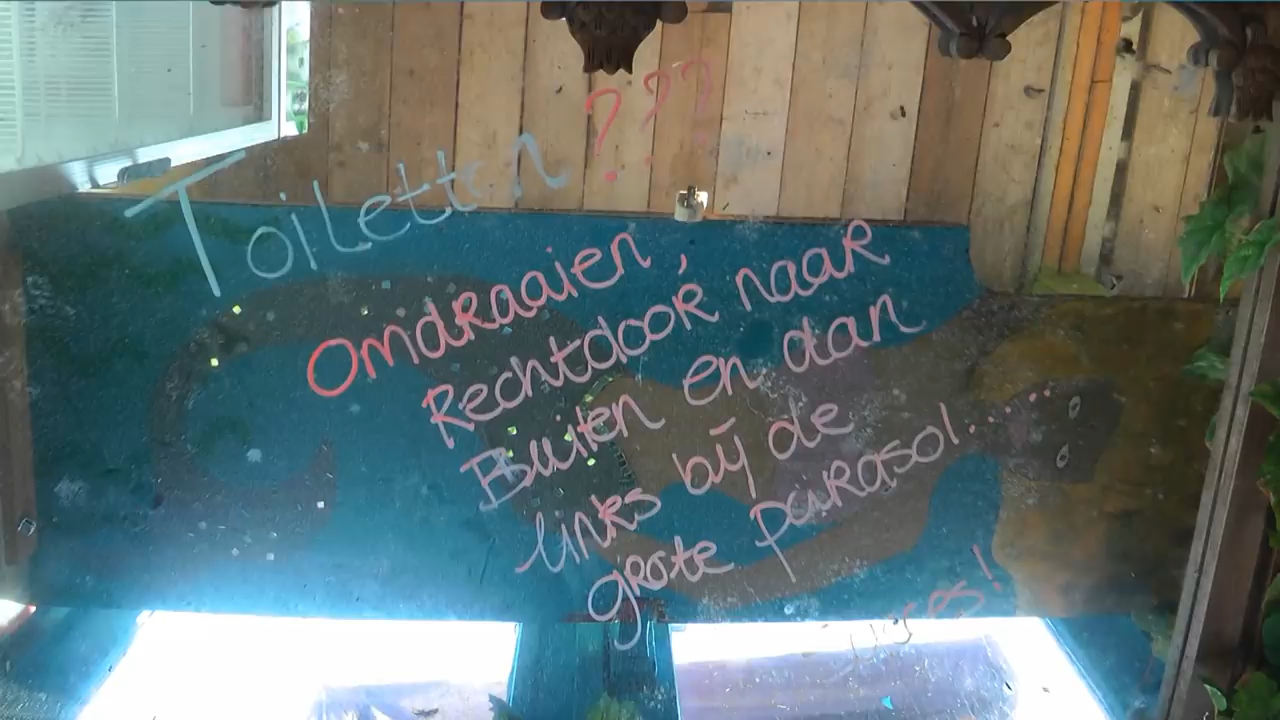 Toiletten ???
Omdraaien,
Rechtdoor naar
Buiten en dan
links bij de
grote parasol......